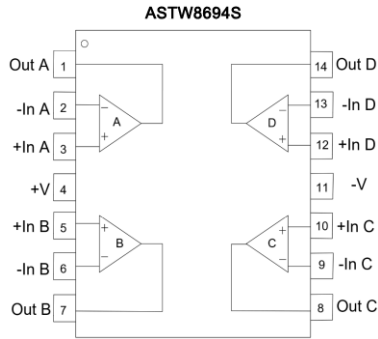 ASTW8694S
Out A 1 14 Out D
-In A 2 − − 13 -In D
A D
+In A 3 + + 12 +In D
+V 4 11 -V
+In B 5 + + 10 +In C
B C
-In B 6 − − 9 -In C
Out B 7 8 Out C